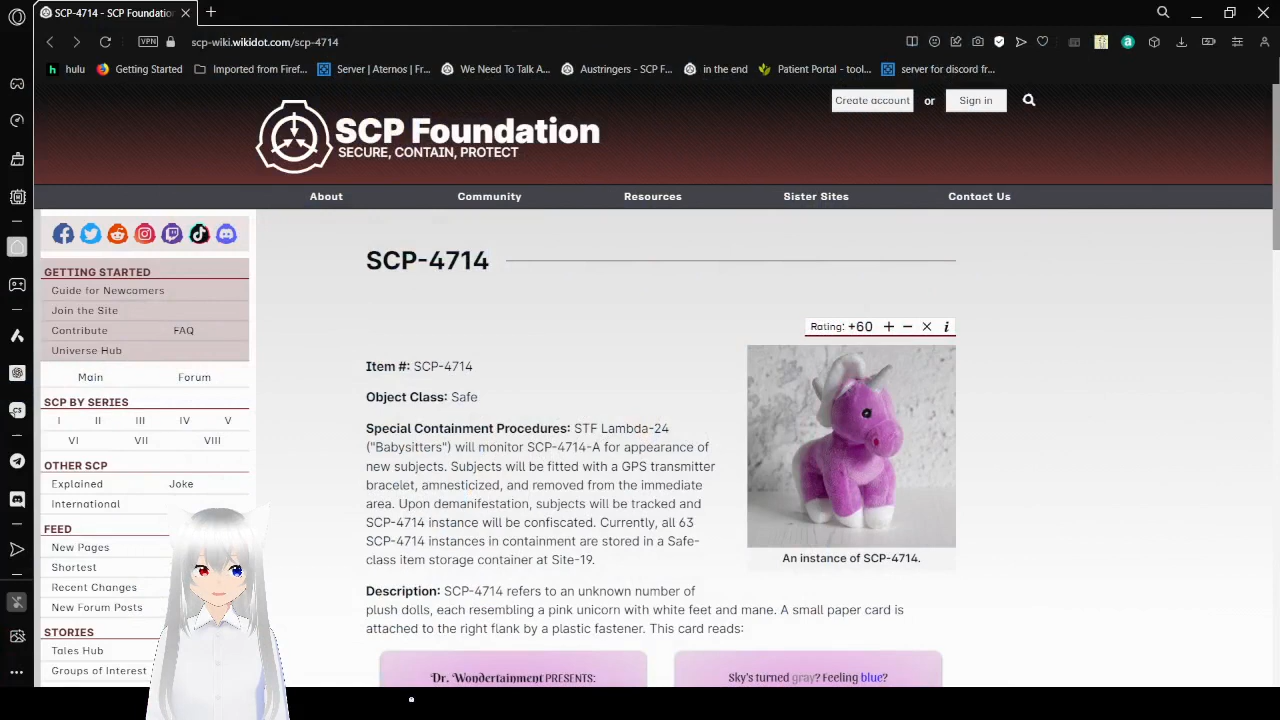 SCP-4714 - SCP Foundation
VPN
scp-wiki.wikidot.com/scp-4714
hulu
Getting Started
Imported from Firef...
Server | Aternos | Fr...
We Need To Talk A...
Austringers - SCP F...
in the end
Patient Portal - tool...
server for discord fr...
Create account or Sign in
SCP Foundation
SECURE, CONTAIN, PROTECT
About
Community
Resources
Sister Sites
Contact Us
GETTING STARTED
Guide for Newcomers
Join the Site
Contribute FAQ
Universe Hub
Main Forum
SCP BY SERIES
I II III IV V
VI VII VIII
OTHER SCP
Explained Joke
International
FEED
New Pages
Shortest
Recent Changes
New Forum Posts
STORIES
Tales Hub
Groups of Interest
SCP-4714
Rating: +60 + − × i
Item #: SCP-4714
Object Class: Safe
Special Containment Procedures: STF Lambda-24
("Babysitters") will monitor SCP-4714-A for appearance of
new subjects. Subjects will be fitted with a GPS transmitter
bracelet, amnesticized, and removed from the immediate
area. Upon demanifestation, subjects will be tracked and
SCP-4714 instance will be confiscated. Currently, all 63
SCP-4714 instances in containment are stored in a Safe-
class item storage container at Site-19.
An instance of SCP-4714.
Description: SCP-4714 refers to an unknown number of
plush dolls, each resembling a pink unicorn with white feet and mane. A small paper card is
attached to the right flank by a plastic fastener. This card reads:
Dr. Wondertainment PRESENTS:
Sky's turned gray? Feeling blue?